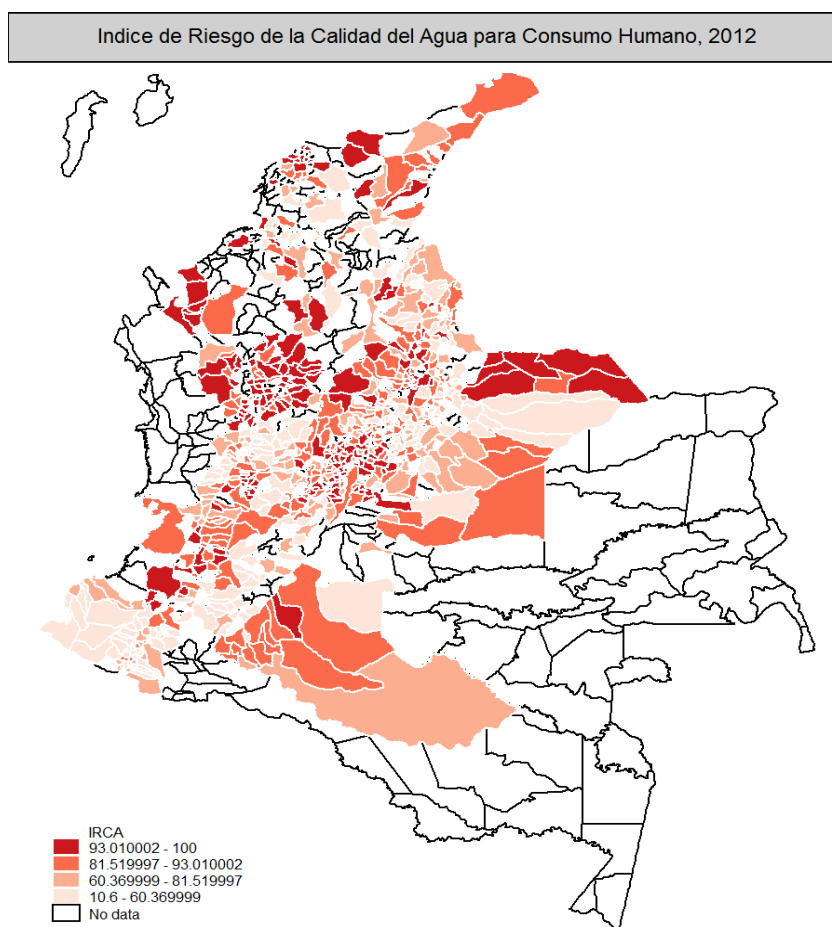 Indice de Riesgo de la Calidad del Agua para Consumo Humano, 2012
IRCA
93.010002 - 100
81.519997 - 93.010002
60.369999 - 81.519997
10.6 - 60.369999
No data